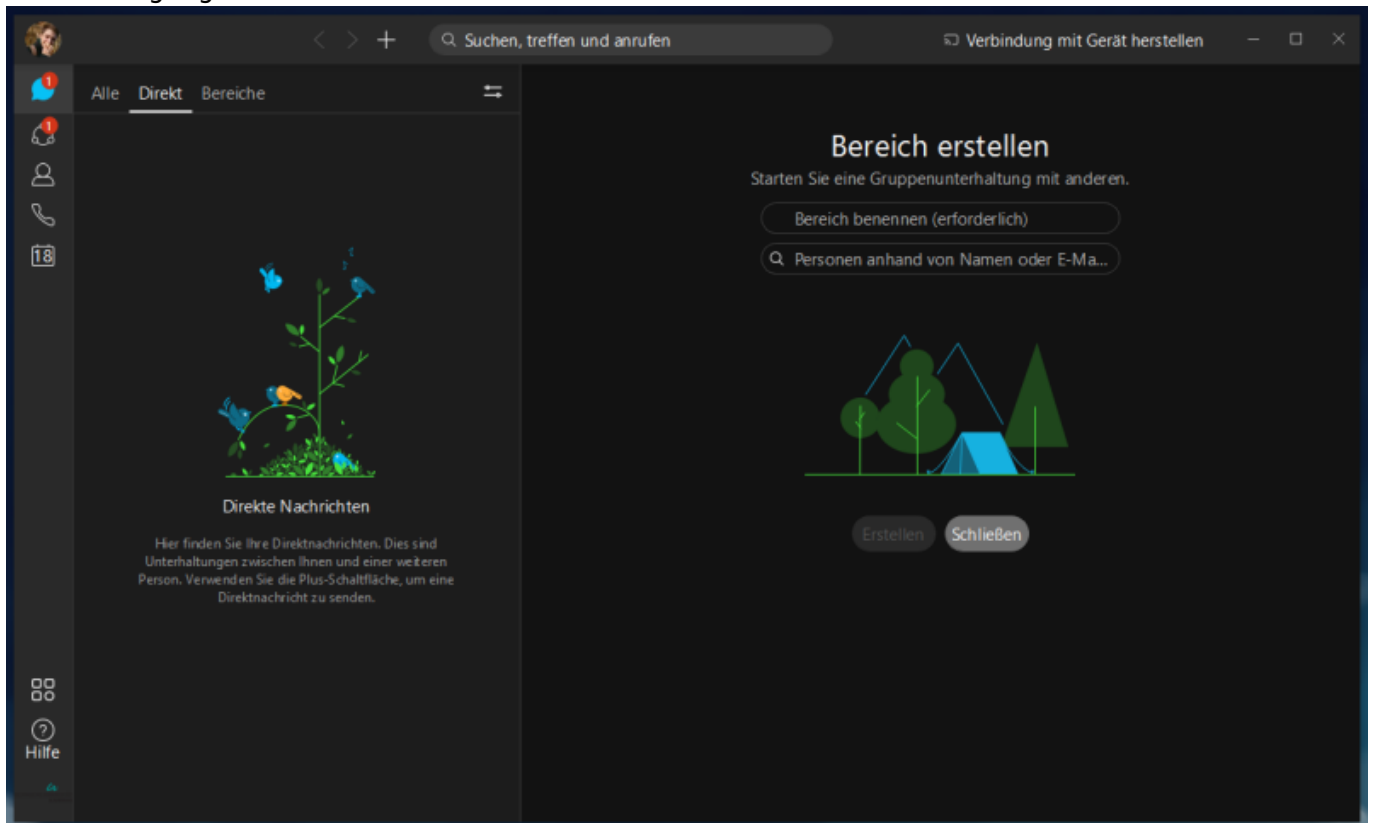 Suchen, treffen und anrufen
Verbindung mit Gerät herstellen
1
Alle Direkt Bereiche
1
18
Direkte Nachrichten
Hier finden Sie Ihre Direktnachrichten. Dies sind
Unterhaltungen zwischen Ihnen und einer weiteren
Person. Verwenden Sie die Plus-Schaltfläche, um eine
Direktnachricht zu senden.
Bereich erstellen
Starten Sie eine Gruppenunterhaltung mit anderen.
Bereich benennen (erforderlich)
Personen anhand von Namen oder E-Ma...
Erstellen Schließen
Hilfe